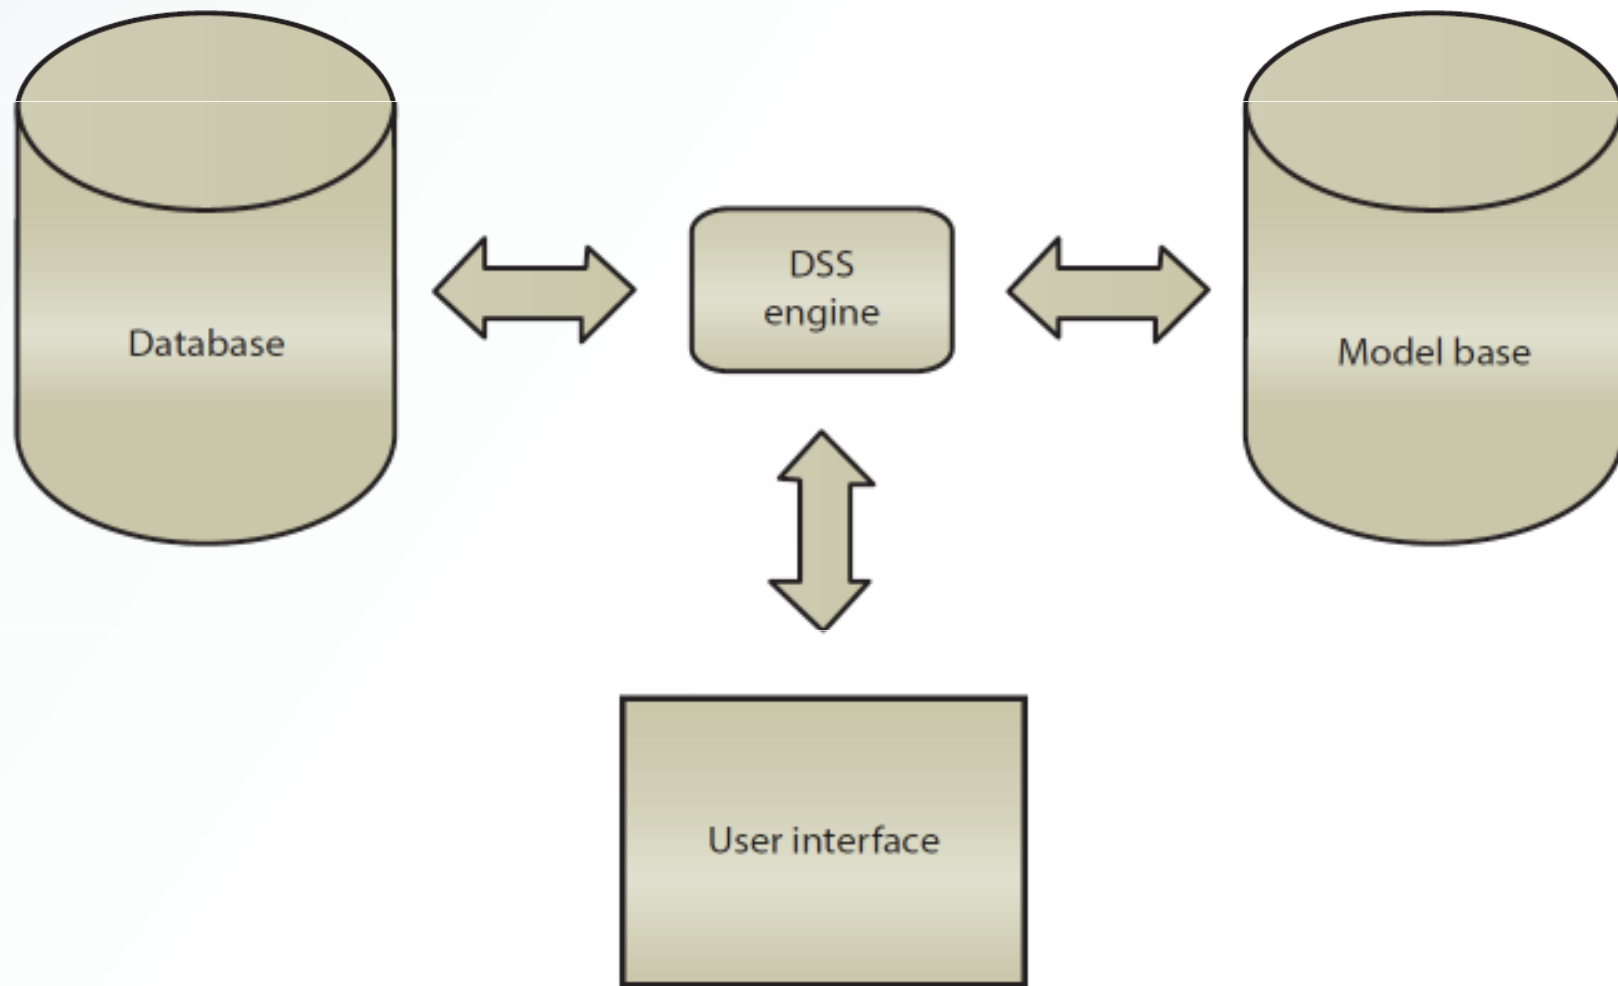 DSS
engine
Database
Model base
User interface